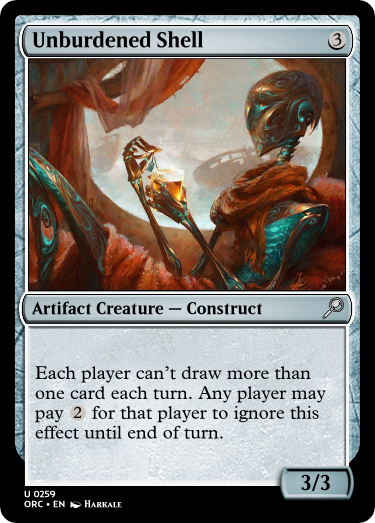 Unburdened Shell 3
Artifact Creature — Construct
Each player can't draw more than
one card each turn. Any player may
pay 2 for that player to ignore this
effect until end of turn.
3/3
U 0259
ORC • EN Harkale